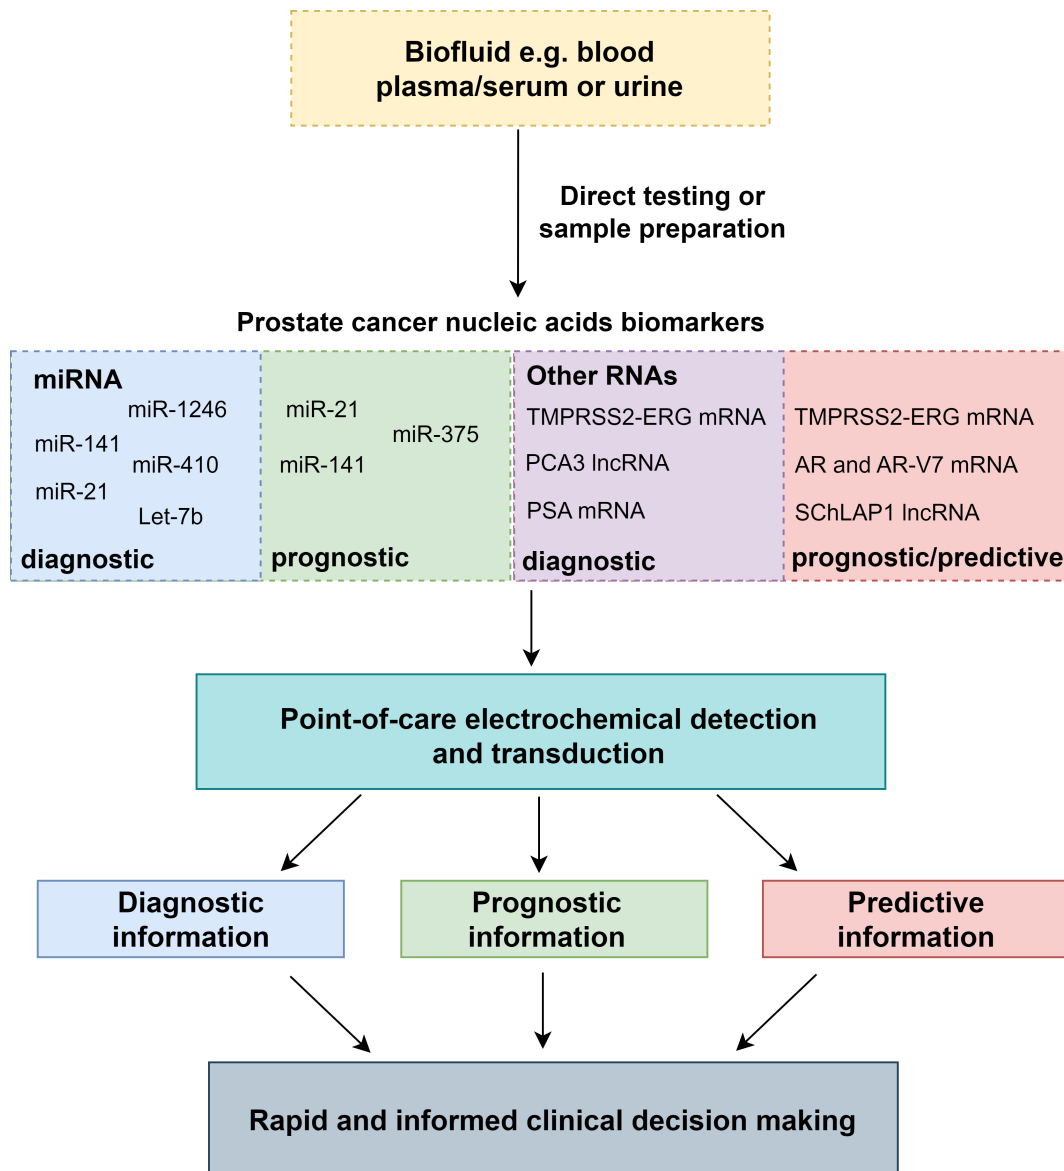 Biofluid e.g. blood
plasma/serum or urine
Direct testing or
sample preparation
Prostate cancer nucleic acids biomarkers
miRNA
miR-1246
miR-141
miR-410
miR-21
Let-7b
diagnostic
miR-21
miR-375
miR-141
prognostic
Other RNAs
TMPRSS2-ERG mRNA
PCA3 lncRNA
PSA mRNA
diagnostic
TMPRSS2-ERG mRNA
AR and AR-V7 mRNA
SChLAP1 lncRNA
prognostic/predictive
Point-of-care electrochemical detection
and transduction
Diagnostic
information
Prognostic
information
Predictive
information
Rapid and informed clinical decision making